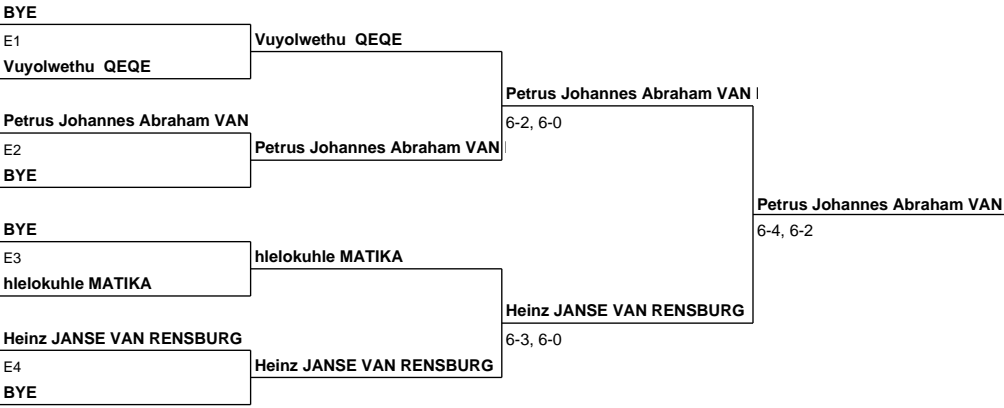 BYE
E1
Vuyolwethu QEQE
Vuyolwethu QEQE
Petrus Johannes Abraham VAN
6-2, 6-0
Petrus Johannes Abraham VAN
E2
Petrus Johannes Abraham VAN
BYE
Petrus Johannes Abraham VAN
6-4, 6-2
BYE
E3
hlelokuhle MATIKA
hlelokuhle MATIKA
Heinz JANSE VAN RENSBURG
6-3, 6-0
Heinz JANSE VAN RENSBURG
E4
Heinz JANSE VAN RENSBURG
BYE